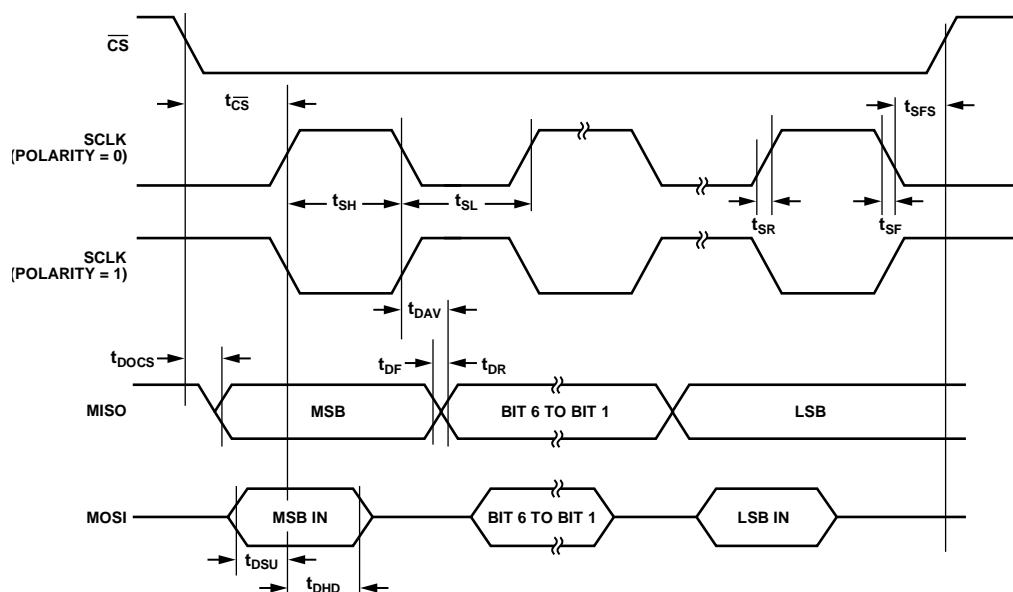 CS
tCS
tSFS
SCLK
(POLARITY = 0)
tSH
tSL
tSR
tSF
SCLK
(POLARITY = 1)
tDAV
tDOCS
tDF
tDR
MISO
MSB
BIT 6 TO BIT 1
LSB
MOSI
MSB IN
BIT 6 TO BIT 1
LSB IN
tDSU
tDHD